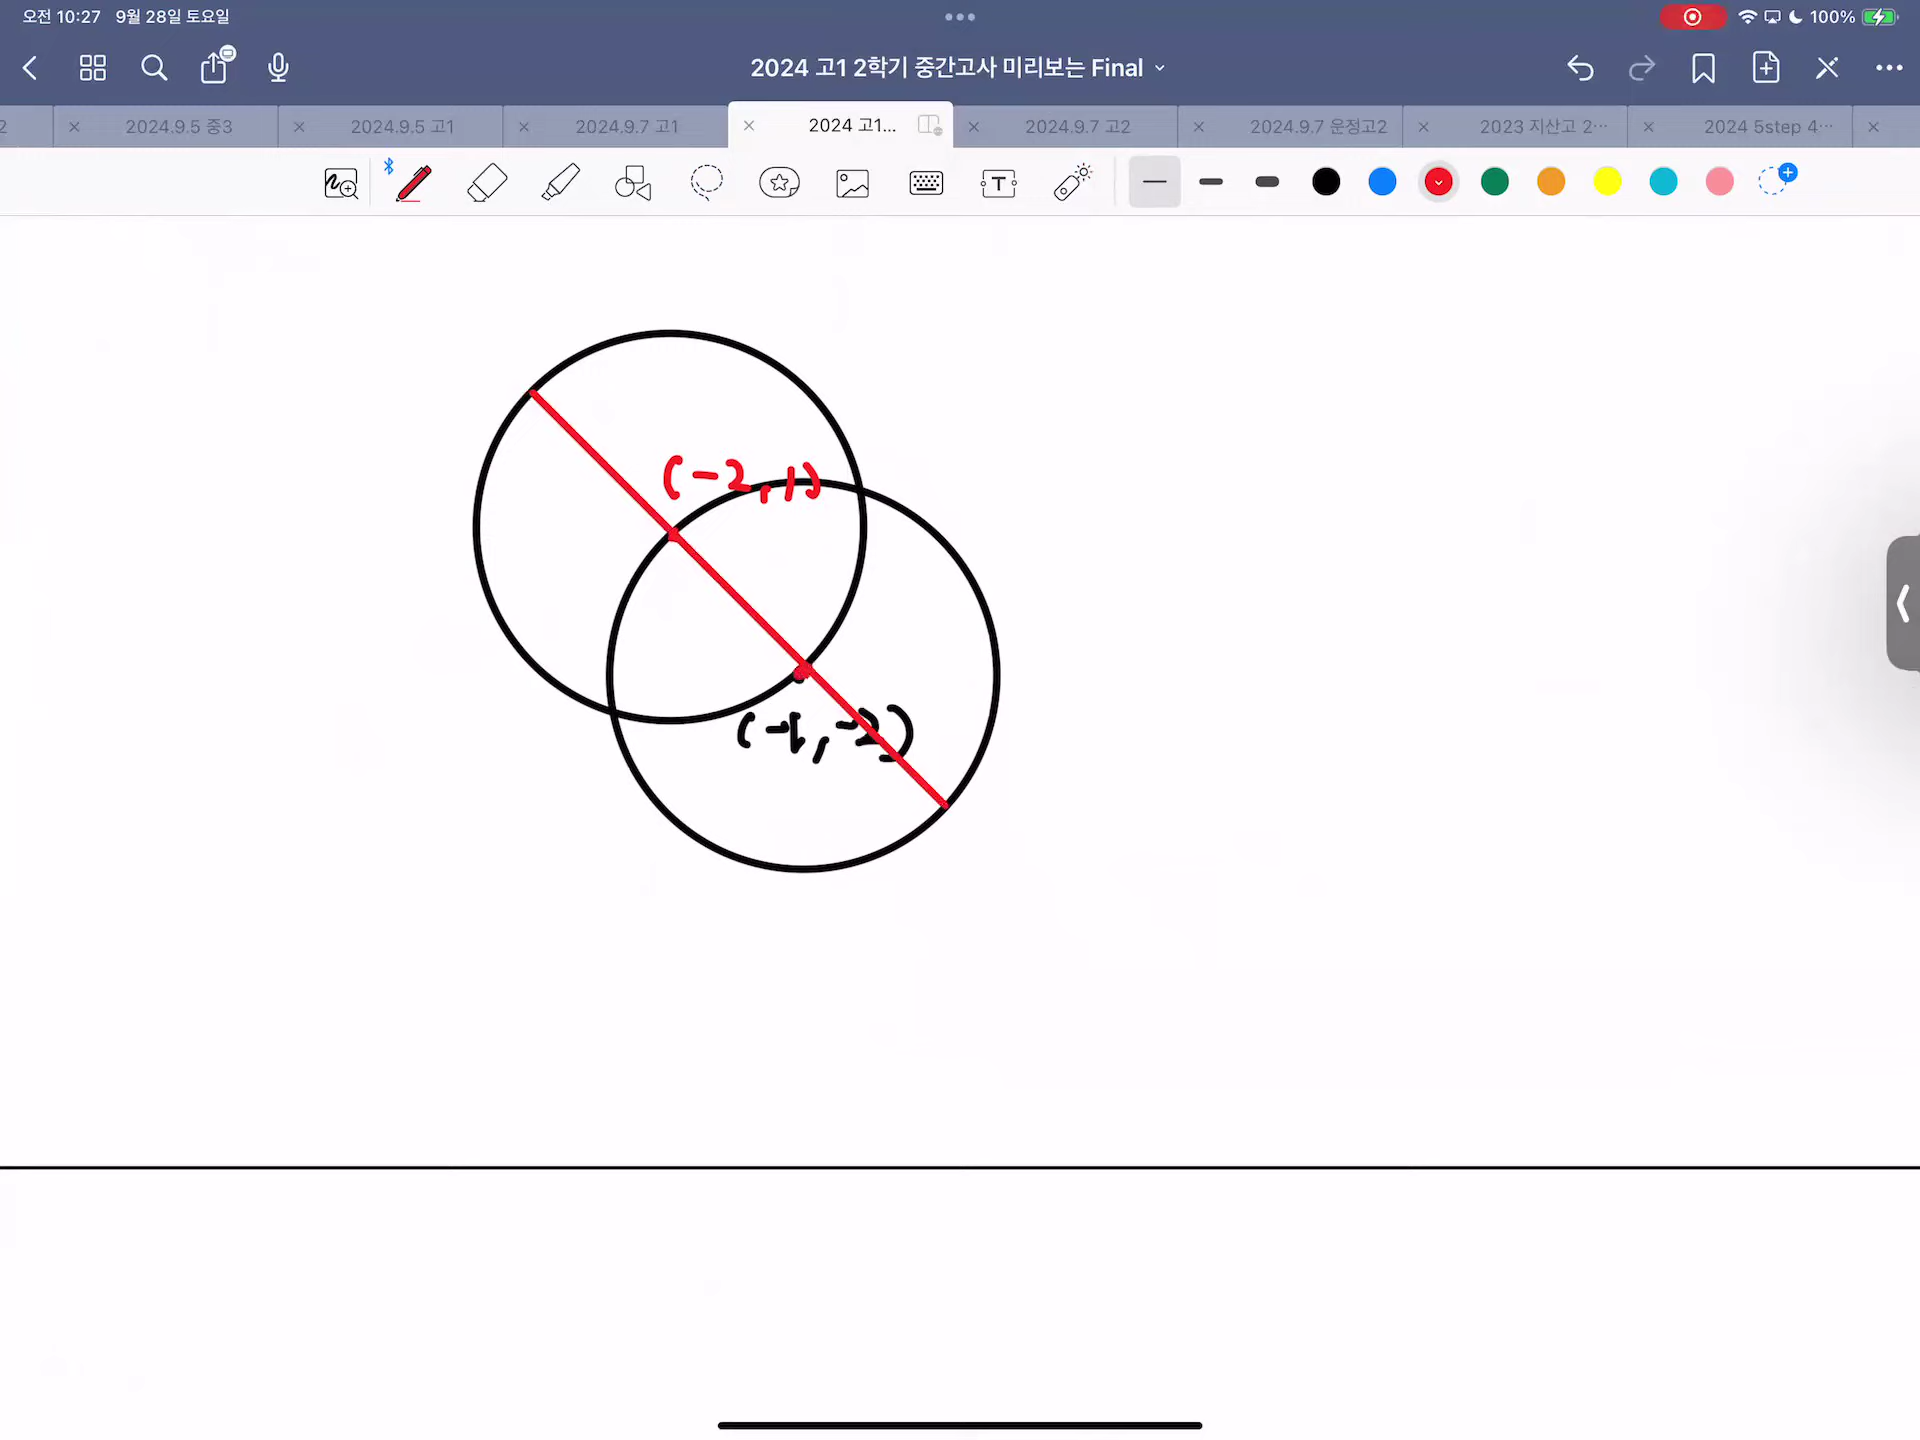 오전 10:27 9월 28일 토요일
100%
2024 고1 2학기 중간고사 미리보는 Final
2 2024.9.5 중3 2024.9.5 고1 2024.9.7 고1 2024 고1... 2024.9.7 고2 2024.9.7 운정고2 2023 지산고 2… 2024 5step 4…
T
(-2,1)
(-1,-2)